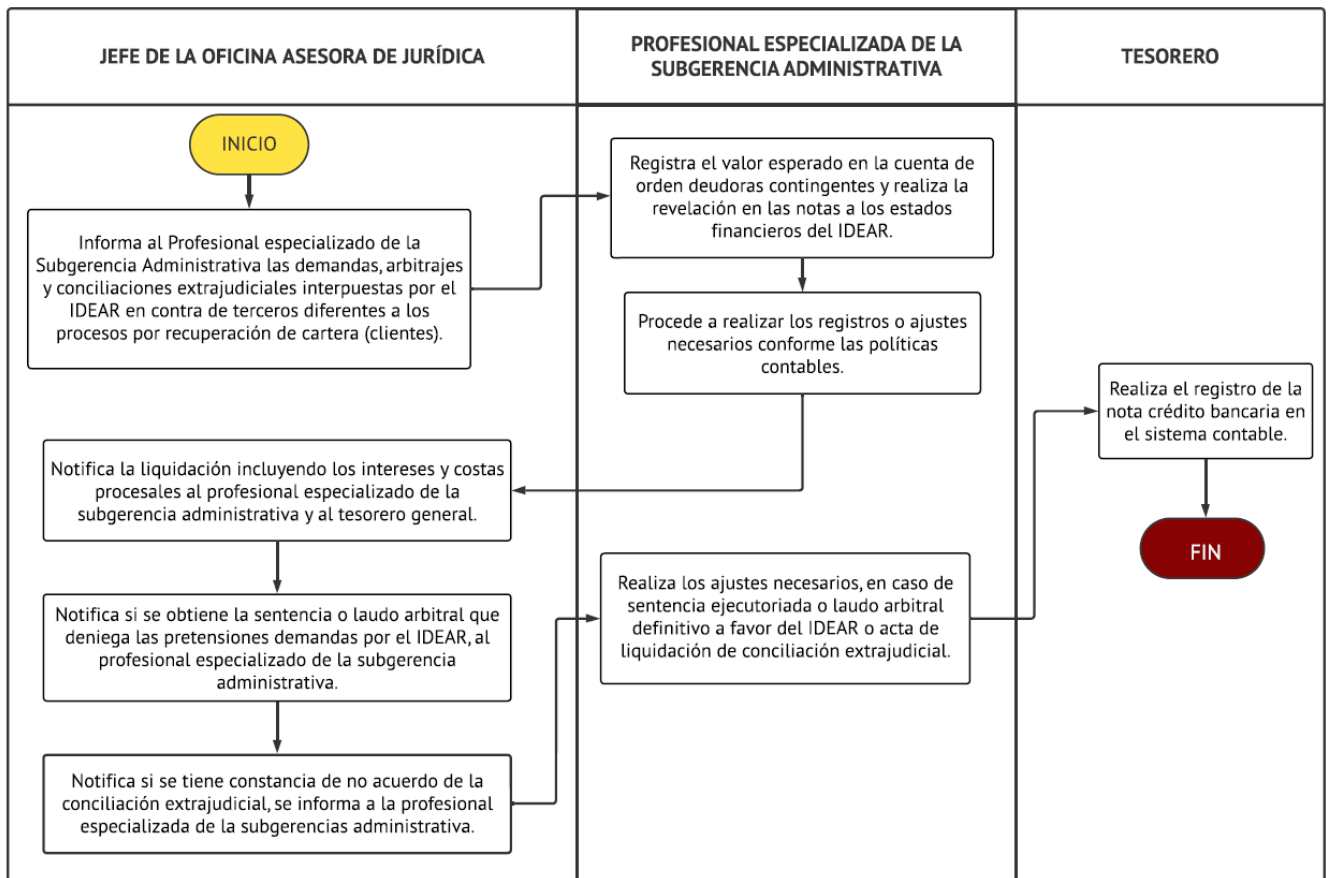 JEFE DE LA OFICINA ASESORA DE JURÍDICA
PROFESIONAL ESPECIALIZADA DE LA
SUBGERENCIA ADMINISTRATIVA
TESORERO
INICIO
Informa al Profesional especializado de la
Subgerencia Administrativa las demandas, arbitrajes
y conciliaciones extrajudiciales interpuestas por el
IDEAR en contra de terceros diferentes a los
procesos por recuperación de cartera (clientes).
Registra el valor esperado en la cuenta de
orden deudoras contingentes y realiza la
revelación en las notas a los estados
financieros del IDEAR.
Procede a realizar los registros o ajustes
necesarios conforme las políticas
contables.
Notifica la liquidación incluyendo los intereses y costas
procesales al profesional especializado de la
subgerencia administrativa y al tesorero general.
Notifica si se obtiene la sentencia o laudo arbitral que
deniega las pretensiones demandas por el IDEAR, al
profesional especializado de la subgerencia
administrativa.
Notifica si se tiene constancia de no acuerdo de la
conciliación extrajudicial, se informa a la profesional
especializada de la subgerencias administrativa.
Realiza los ajustes necesarios, en caso de
sentencia ejecutoriada o laudo arbitral
definitivo a favor del IDEAR o acta de
liquidación de conciliación extrajudicial.
Realiza el registro de la
nota crédito bancaria en
el sistema contable.
FIN